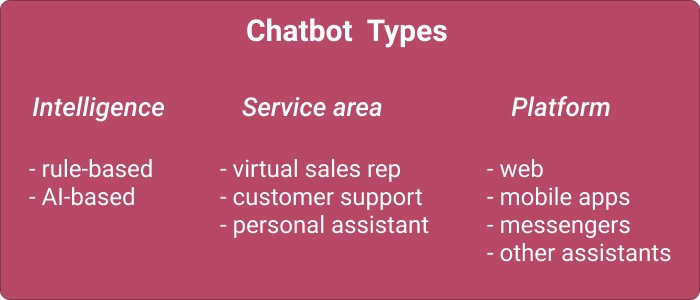 Chatbot Types
Intelligence
- rule-based
- AI-based
Service area
- virtual sales rep
- customer support
- personal assistant
Platform
- web
- mobile apps
- messengers
- other assistants